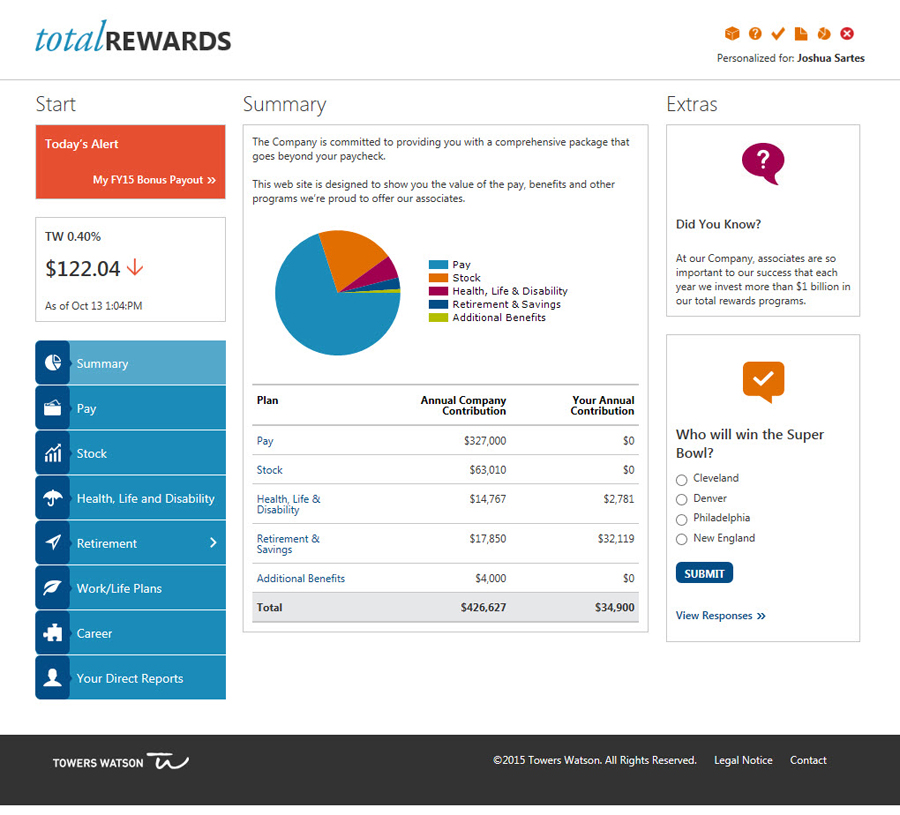 totalREWARDS
Personalized for: Joshua Sartes
Start
Today's Alert
My FY15 Bonus Payout »
TW 0.40%
$122.04
As of Oct 13 1:04:PM
Summary
Pay
Stock
Health, Life and Disability
Retirement
Work/Life Plans
Career
Your Direct Reports
Summary
The Company is committed to providing you with a comprehensive package that
goes beyond your paycheck.
This web site is designed to show you the value of the pay, benefits and other
programs we're proud to offer our associates.
Pay
Stock
Health, Life & Disability
Retirement & Savings
Additional Benefits
Plan Annual Company Your Annual
Contribution Contribution
Pay $327,000 $0
Stock $63,010 $0
Health, Life & $14,767 $2,781
Disability
Retirement & $17,850 $32,119
Savings
Additional Benefits $4,000 $0
Total $426,627 $34,900
Extras
?
Did You Know?
At our Company, associates are so
important to our success that each
year we invest more than $1 billion in
our total rewards programs.
Who will win the Super
Bowl?
Cleveland
Denver
Philadelphia
New England
SUBMIT
View Responses »
TOWERS WATSON
©2015 Towers Watson. All Rights Reserved. Legal Notice Contact